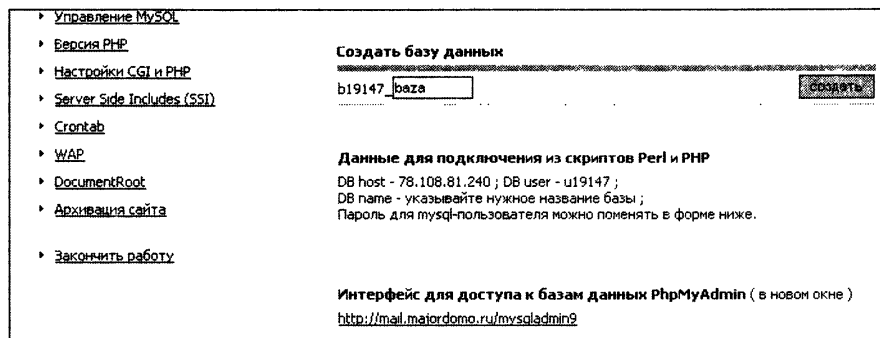 Управление MySQL
Версия PHP
Настройки CGI и PHP
Server Side Includes (SSI)
Crontab
WAP
DocumentRoot
Архивация сайта
Закончить работу
Создать базу данных
b19147_baza
создать
Данные для подключения из скриптов Perl и PHP
DB host - 78.108.81.240 ; DB user - u19147 ;
DB name - указывайте нужное название базы ;
Пароль для mysql-пользователя можно поменять в форме ниже.
Интерфейс для доступа к базам данных PhpMyAdmin ( в новом окне )
http://mail.majordomo.ru/mysqladmin9